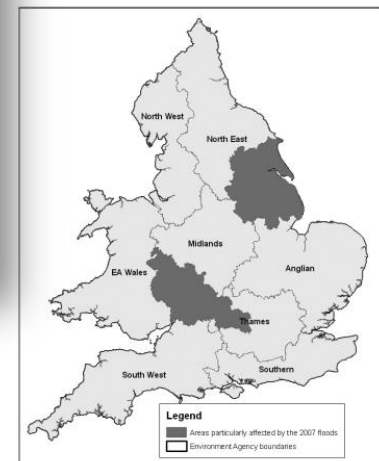 North West
North East
Midlands
EA Wales
Anglian
Thames
South West
Southern
Legend
Areas particularly affected by the 2007 floods
Environment Agency boundaries